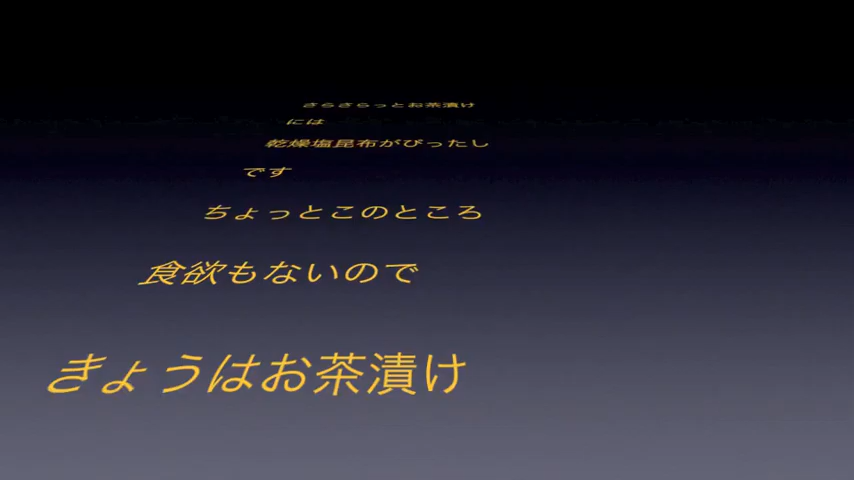 さらさらっとお茶漬け
には
乾燥塩昆布がぴったし
です
ちょっとこのところ
食欲もないので
きょうはお茶漬け